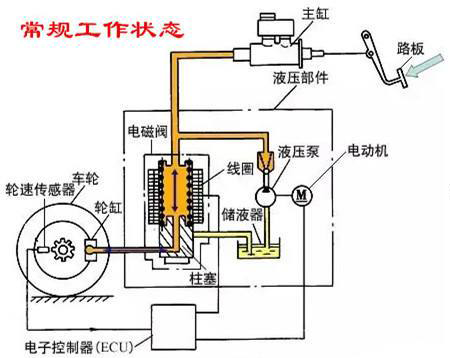 常规工作状态
主缸
路板
液压部件
电磁阀
线圈
液压泵
电动机
M
车轮
轮速传感器
轮缸
储液器
柱塞
电子控制器(ECU)